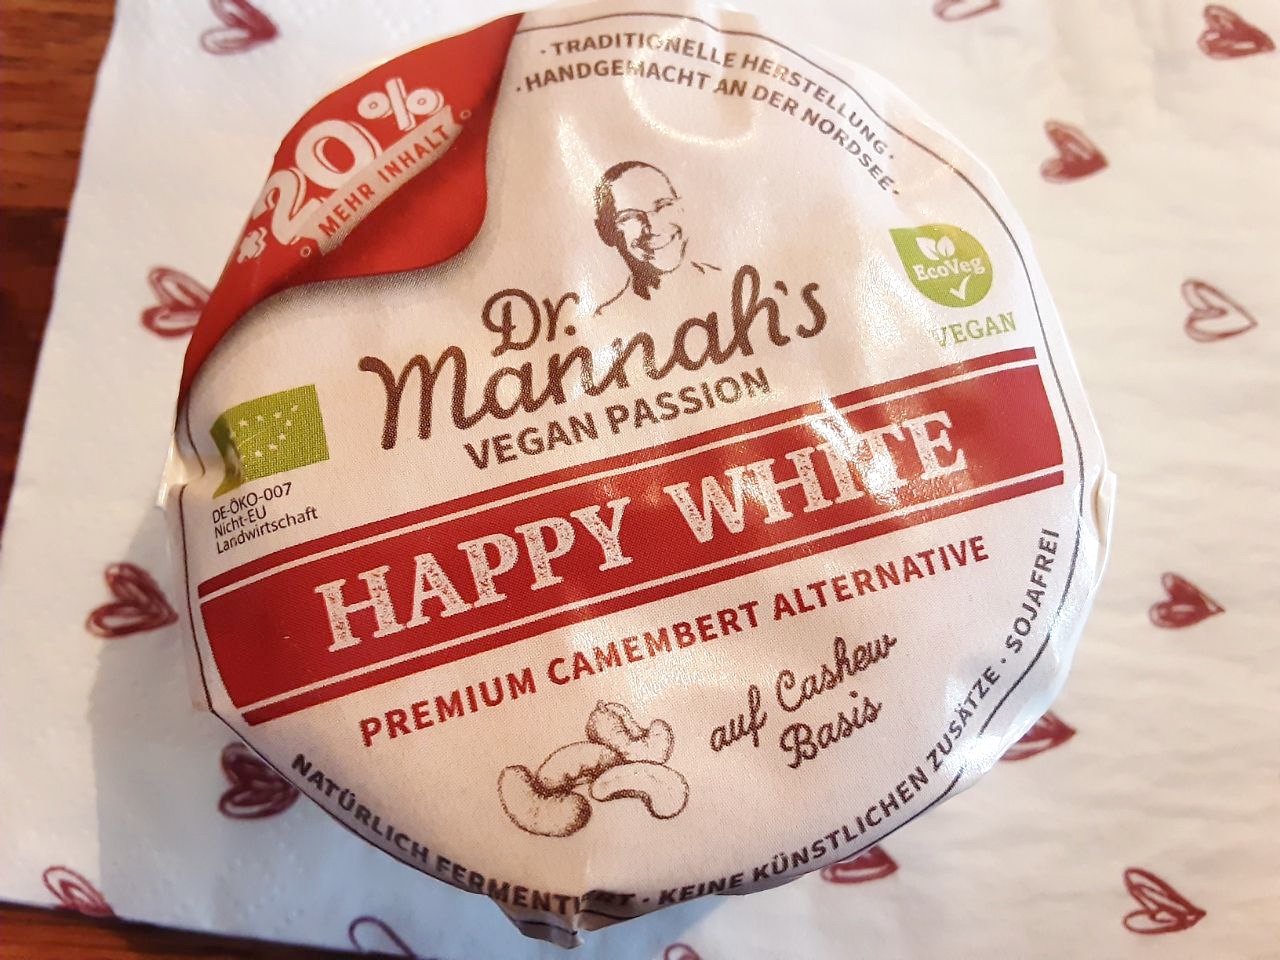 +20%
MEHR INHALT
· TRADITIONELLE HERSTELLUNG ·
· HANDGEMACHT AN DER NORDSEE ·
EcoVeg
VEGAN
Dr.
Mannah's
VEGAN PASSION
DE-ÖKO-007
Nicht-EU
Landwirtschaft
HAPPY WHITE
PREMIUM CAMEMBERT ALTERNATIVE
auf Cashew
Basis
NATÜRLICH FERMENTIERT · KEINE KÜNSTLICHEN ZUSÄTZE · SOJAFREI